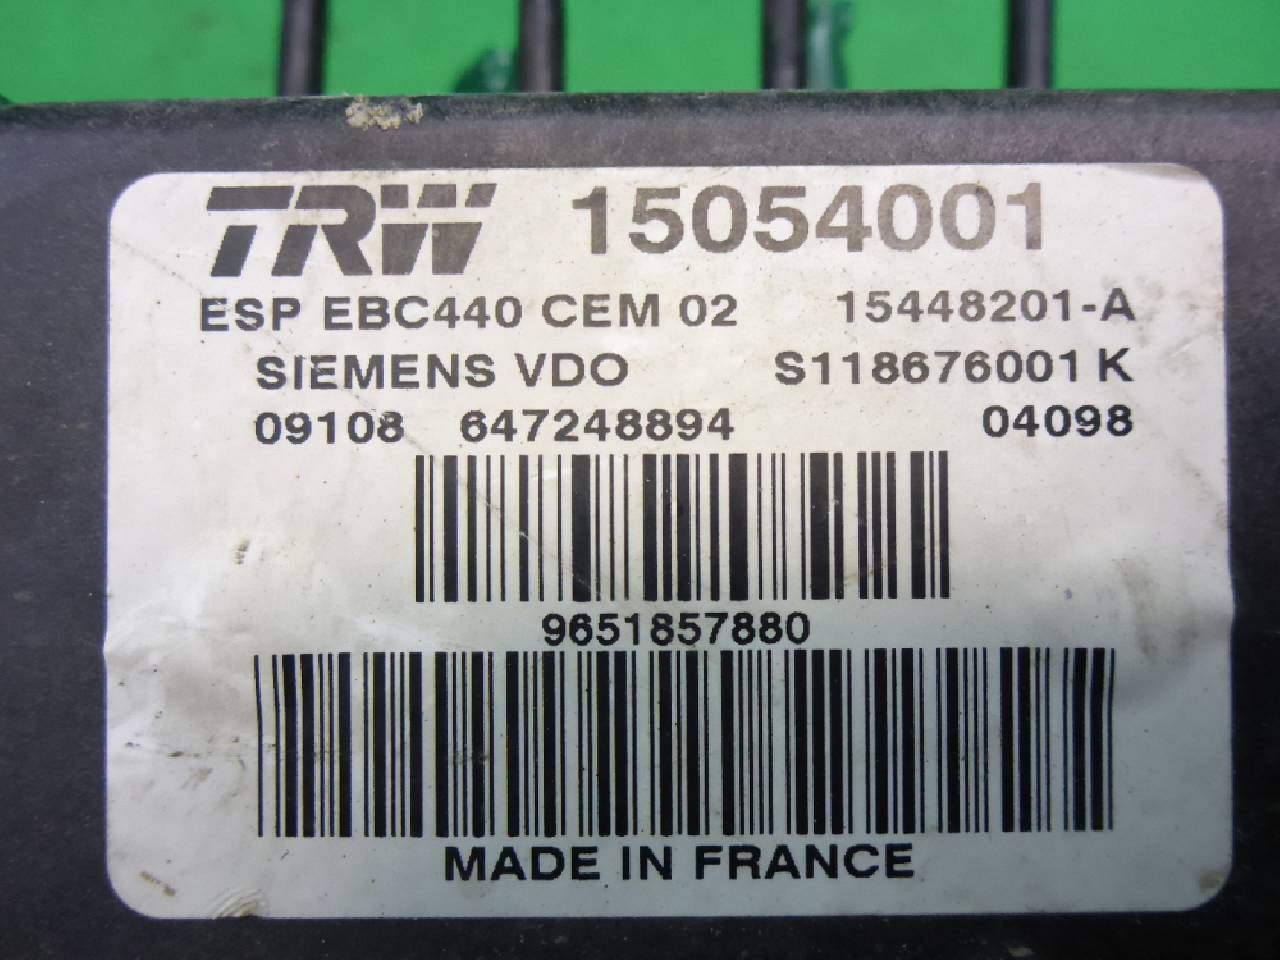 TRW 15054001
ESP EBC440 CEM 02 15448201-A
SIEMENS VDO S118676001 K
09108 647248894 04098
9651857880
MADE IN FRANCE